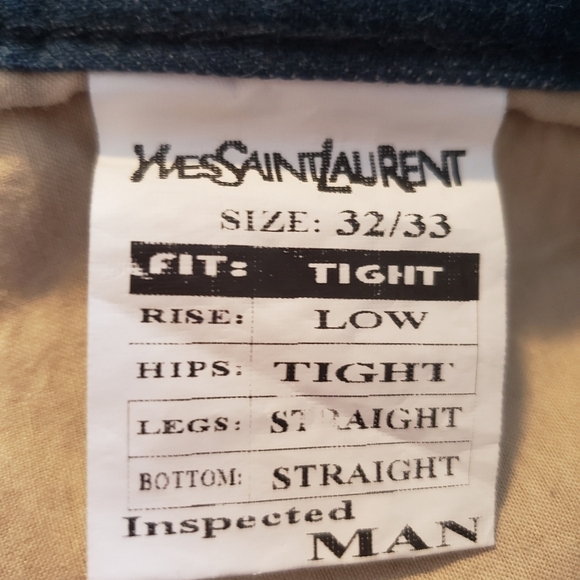 YVESSAINTLAURENT
SIZE: 32/33
FIT: TIGHT
RISE: LOW
HIPS: TIGHT
LEGS: STRAIGHT
BOTTOM: STRAIGHT
Inspected
MAN